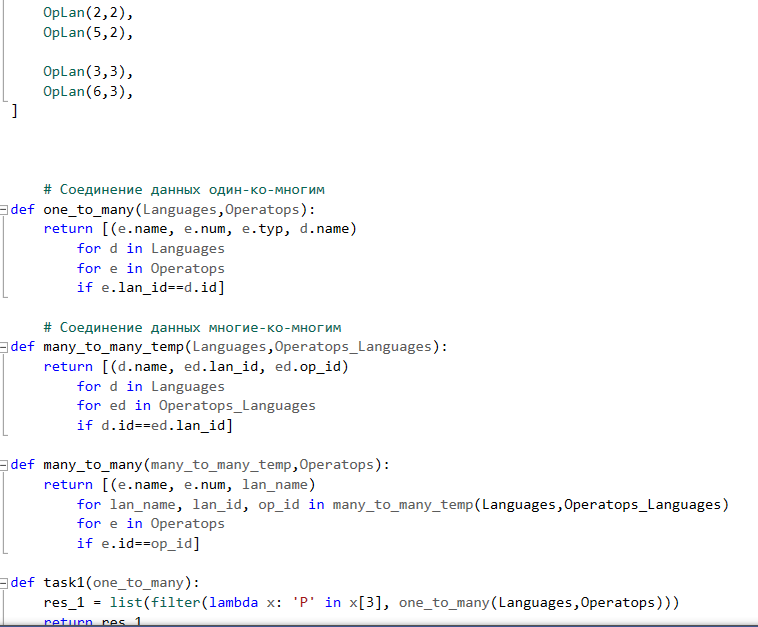 OpLan(2,2),
OpLan(5,2),
OpLan(3,3),
OpLan(6,3),
]
# Соединение данных один-ко-многим
def one_to_many(Languages,Operatops):
return [(e.name, e.num, e.typ, d.name)
for d in Languages
for e in Operatops
if e.lan_id==d.id]
# Соединение данных многие-ко-многим
def many_to_many_temp(Languages,Operatops_Languages):
return [(d.name, ed.lan_id, ed.op_id)
for d in Languages
for ed in Operatops_Languages
if d.id==ed.lan_id]
def many_to_many(many_to_many_temp,Operatops):
return [(e.name, e.num, lan_name)
for lan_name, lan_id, op_id in many_to_many_temp(Languages,Operatops_Languages)
for e in Operatops
if e.id==op_id]
def task1(one_to_many):
res_1 = list(filter(lambda x: 'P' in x[3], one_to_many(Languages,Operatops)))
return res_1